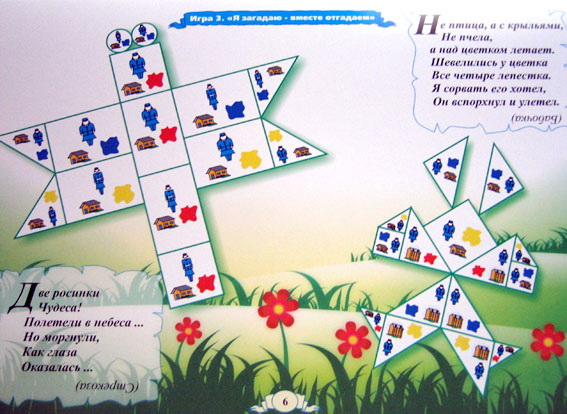 Игра 3. «Я загадаю - вместе отгадаем»
Не птица, а с крыльями,
Не пчела,
а над цветком летает.
Шевелились у цветка
Все четыре лепестка.
Я сорвать его хотел,
Он вспорхнул и улетел.
(Бабочка)
Две росинки
Чудеса!
Полетели в небеса ...
Но моргнули,
Как глаза
Оказалась ...
(Стрекоза)
6